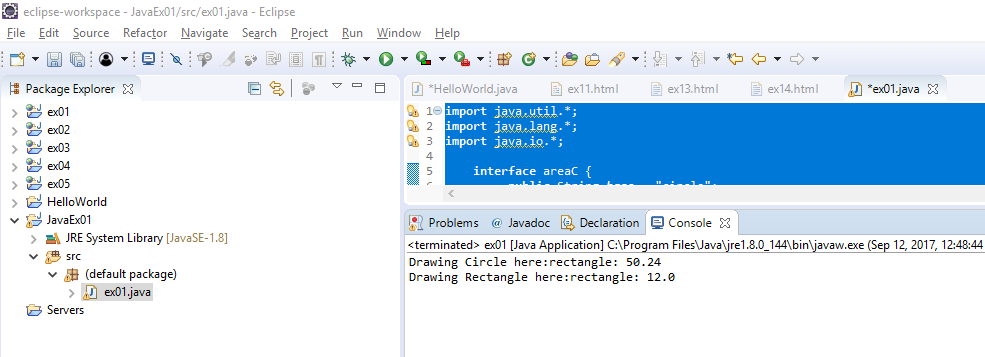 eclipse-workspace - JavaEx01/src/ex01.java - Eclipse
File Edit Source Refactor Navigate Search Project Run Window Help
Package Explorer
ex01
ex02
ex03
ex04
ex05
HelloWorld
JavaEx01
JRE System Library [JavaSE-1.8]
src
(default package)
ex01.java
Servers
*HelloWorld.java ex11.html ex13.html ex14.html *ex01.java
1 import java.util.*;
2 import java.lang.*;
3 import java.io.*;
4
5 interface areaC {
Problems @ Javadoc Declaration Console
<terminated> ex01 [Java Application] C:\Program Files\Java\jre1.8.0_144\bin\javaw.exe (Sep 12, 2017, 12:48:44
Drawing Circle here:rectangle: 50.24
Drawing Rectangle here:rectangle: 12.0